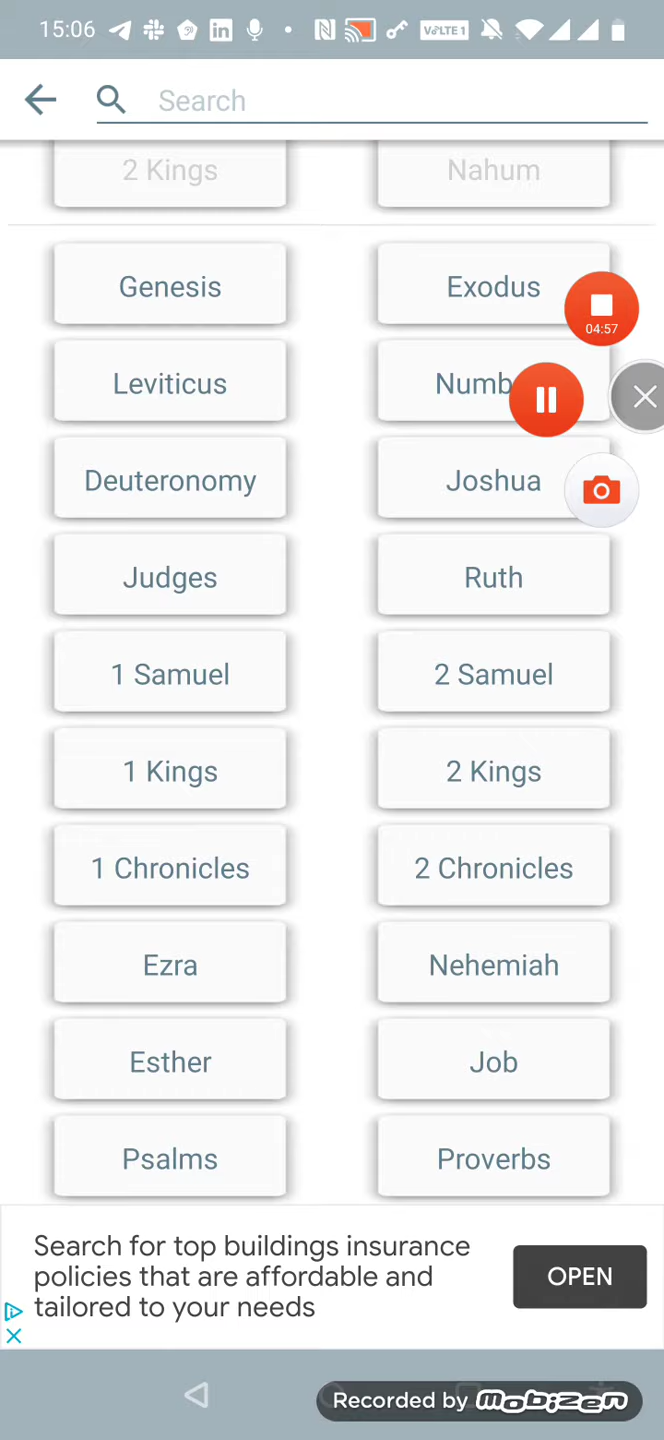 15:06 VoLTE 1
Search
2 Kings Nahum
Genesis Exodus
04:57
Leviticus Numb
Deuteronomy Joshua
Judges Ruth
1 Samuel 2 Samuel
1 Kings 2 Kings
1 Chronicles 2 Chronicles
Ezra Nehemiah
Esther Job
Psalms Proverbs
Search for top buildings insurance
policies that are affordable and
tailored to your needs
OPEN
Recorded by mobizen